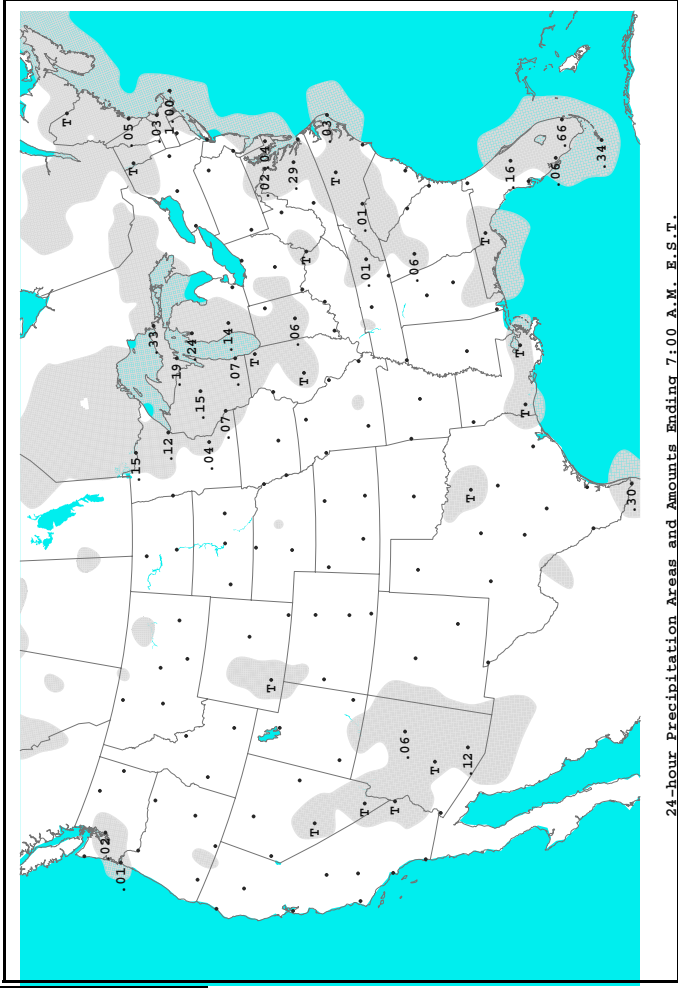 T
.02
.01
.05
T
.15
.33
.03
.12
1.00
.19
.24
.15
.04
.07
.14
.07
T
.02
.04
T
.29
.06
T
T
T
.03
T
.01
T
.01
T
.06
.06
T
.12
T
T
.16
T
T
.06
.66
.34
.30
24-hour Precipitation Areas and Amounts Ending 7:00 A.M. E.S.T.